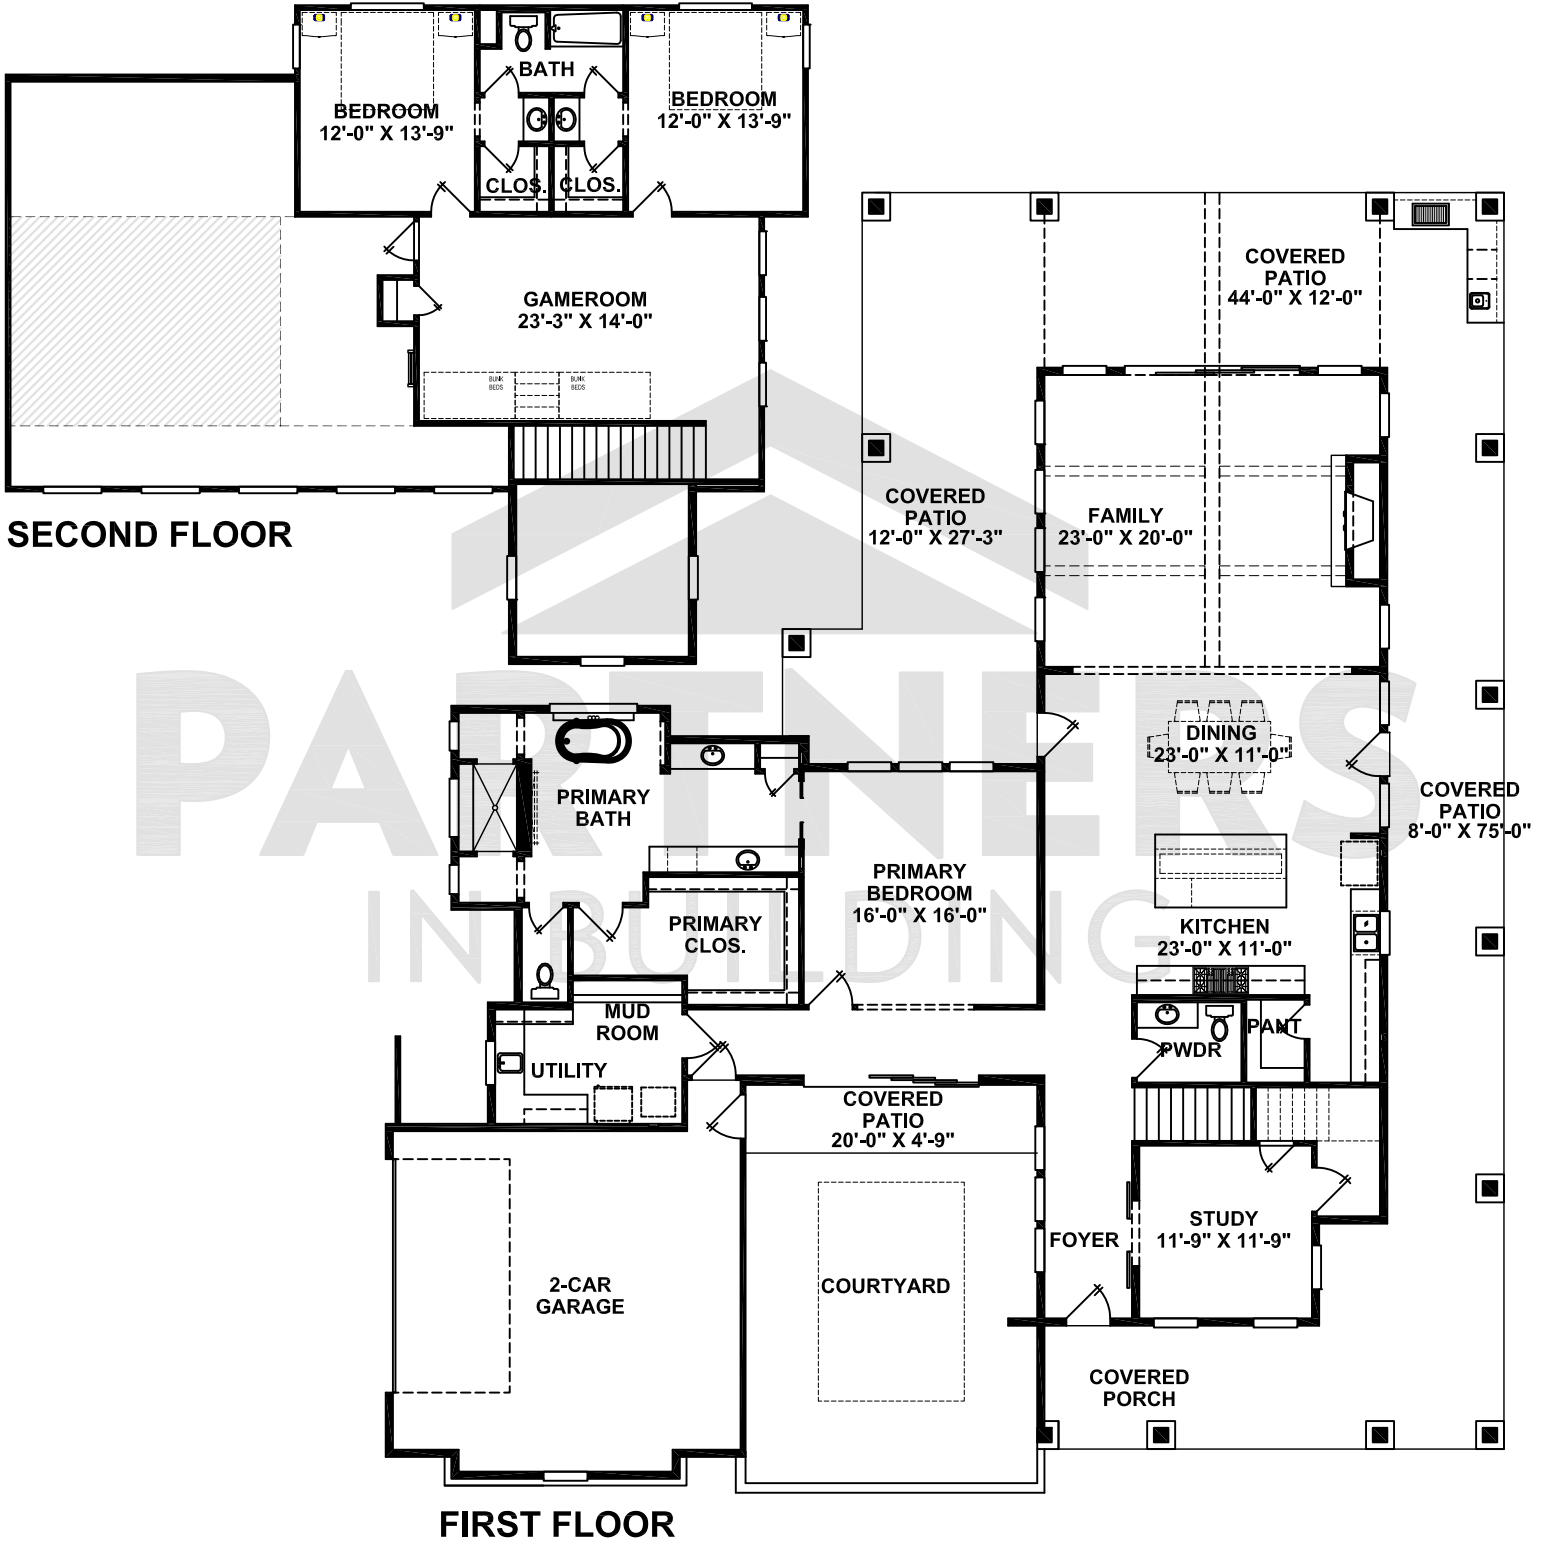 BEDROOM
12'-0" X 13'-9"
BATH
BEDROOM
12'-0" X 13'-9"
CLOS.
CLOS.
GAMEROOM
23'-3" X 14'-0"
BUNK
BEDS
BUNK
BEDS
SECOND FLOOR
COVERED
PATIO
44'-0" X 12'-0"
COVERED
PATIO
12'-0" X 27'-3"
FAMILY
23'-0" X 20'-0"
PARTNERS
IN BUILDING
DINING
23'-0" X 11'-0"
COVERED
PATIO
8'-0" X 75'-0"
PRIMARY
BATH
PRIMARY
BEDROOM
16'-0" X 16'-0"
PRIMARY
CLOS.
KITCHEN
23'-0" X 11'-0"
MUD
ROOM
UTILITY
PWDR
PANT
COVERED
PATIO
20'-0" X 4'-9"
STUDY
11'-9" X 11'-9"
FOYER
2-CAR
GARAGE
COURTYARD
COVERED
PORCH
FIRST FLOOR